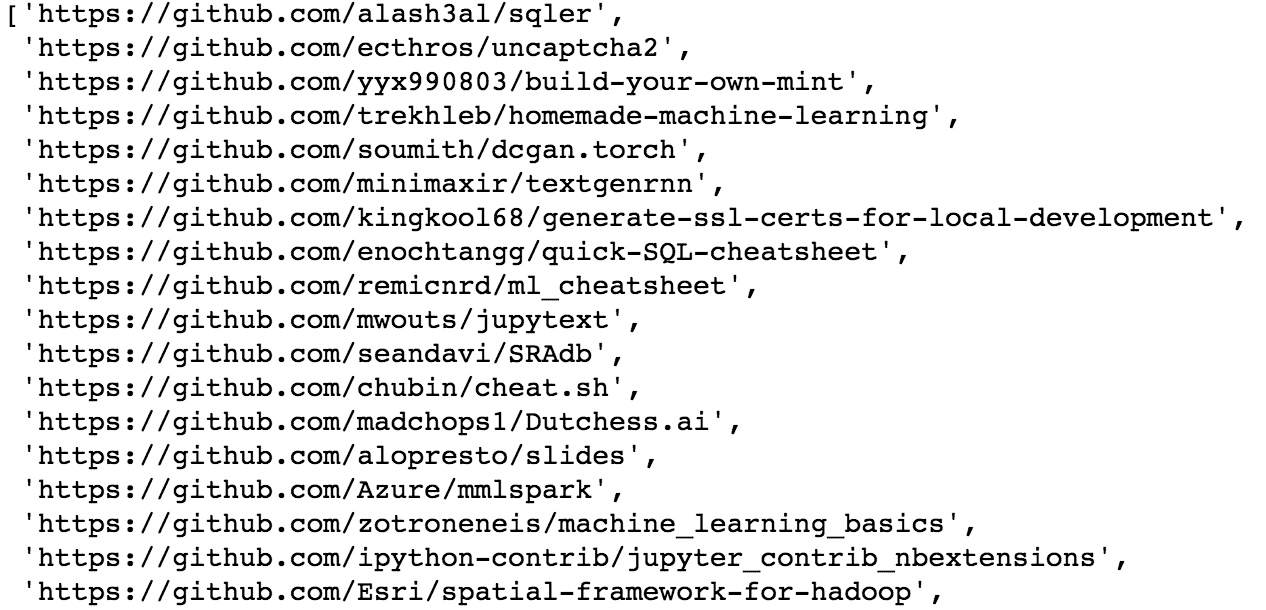 ['https://github.com/alash3al/sqler',
'https://github.com/ecthros/uncaptcha2',
'https://github.com/yyx990803/build-your-own-mint',
'https://github.com/trekhleb/homemade-machine-learning',
'https://github.com/soumith/dcgan.torch',
'https://github.com/minimaxir/textgenrnn',
'https://github.com/kingkool68/generate-ssl-certs-for-local-development',
'https://github.com/enochtangg/quick-SQL-cheatsheet',
'https://github.com/remicnrd/ml_cheatsheet',
'https://github.com/mwouts/jupytext',
'https://github.com/seandavi/SRAdb',
'https://github.com/chubin/cheat.sh',
'https://github.com/madchops1/Dutchess.ai',
'https://github.com/alopresto/slides',
'https://github.com/Azure/mmlspark',
'https://github.com/zotroneneis/machine_learning_basics',
'https://github.com/ipython-contrib/jupyter_contrib_nbextensions',
'https://github.com/Esri/spatial-framework-for-hadoop',